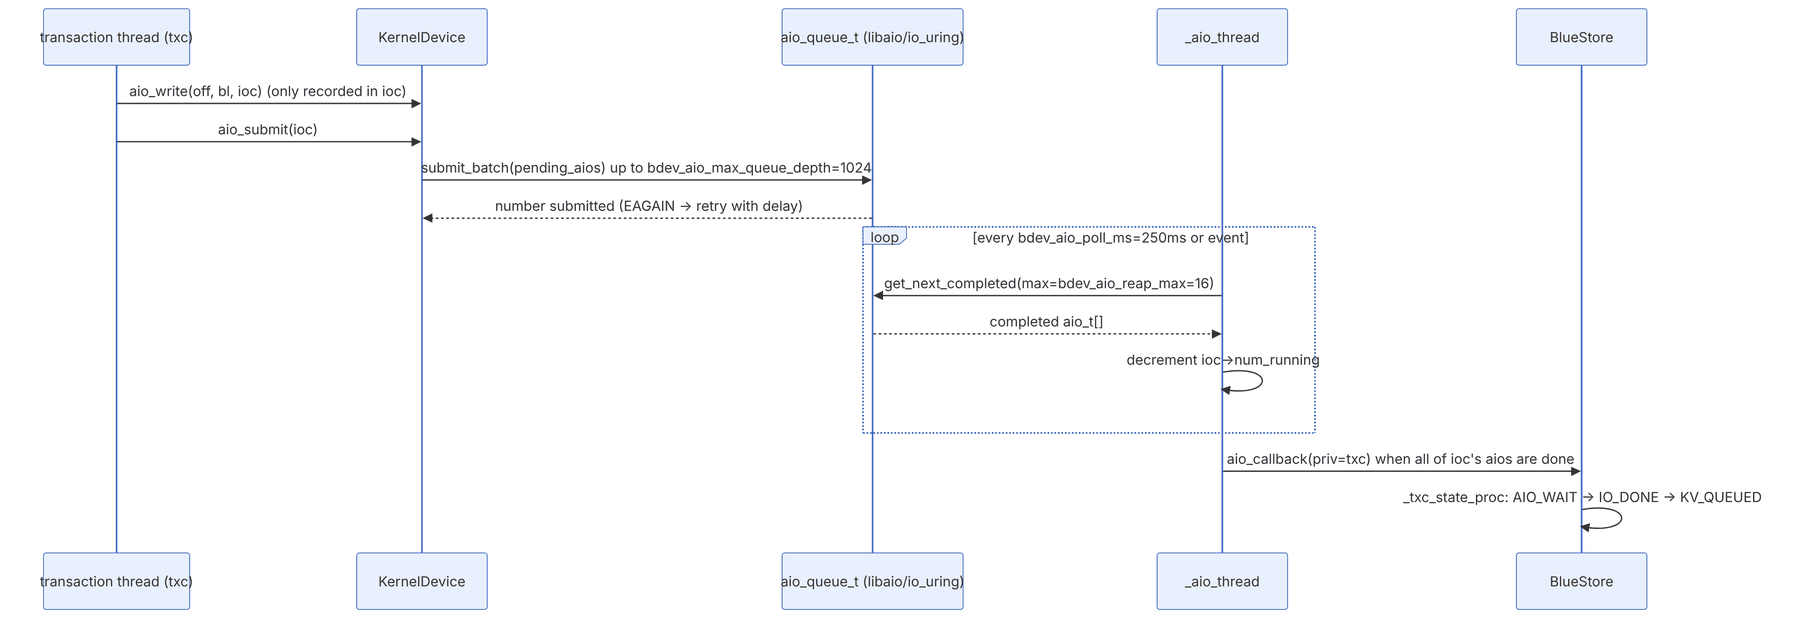 transaction thread (txc)
KernelDevice
aio_queue_t (libaio/io_uring)
_aio_thread
BlueStore
aio_write(off, bl, ioc) (only recorded in ioc)
aio_submit(ioc)
submit_batch(pending_aios) up to bdev_aio_max_queue_depth=1024
number submitted (EAGAIN → retry with delay)
loop
[every bdev_aio_poll_ms=250ms or event]
get_next_completed(max=bdev_aio_reap_max=16)
completed aio_t[]
decrement ioc→num_running
aio_callback(priv=txc) when all of ioc's aios are done
_txc_state_proc: AIO_WAIT → IO_DONE → KV_QUEUED
transaction thread (txc)
KernelDevice
aio_queue_t (libaio/io_uring)
_aio_thread
BlueStore